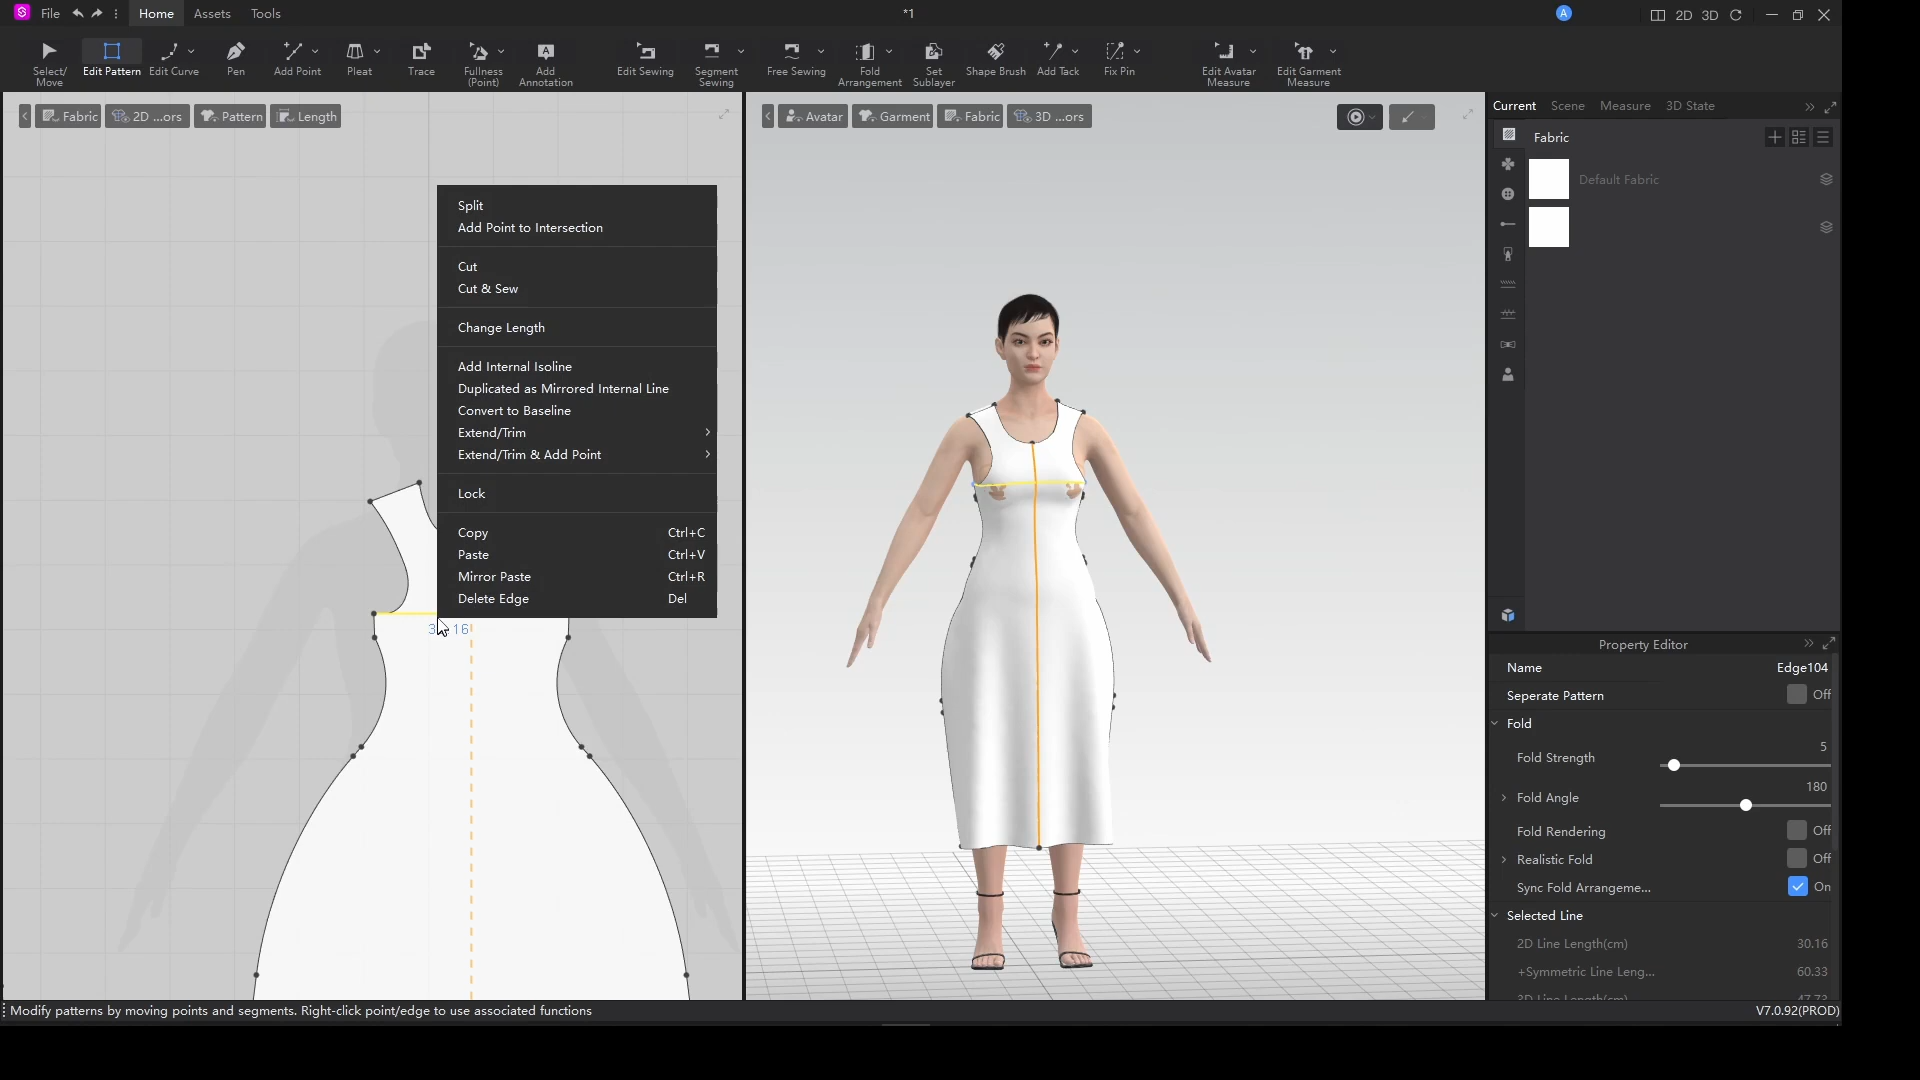 File
Home
Assets
Tools
*1
A
2D
3D
Select/
Move
Edit Pattern
Edit Curve
Pen
Add Point
Pleat
Trace
Fullness
(Point)
Add
Annotation
Edit Sewing
Segment
Sewing
Free Sewing
Fold
Arrangement
Set
Sublayer
Shape Brush
Add Tack
Fix Pin
Edit Avatar
Measure
Edit Garment
Measure
Fabric
2D ...ors
Pattern
Length
Avatar
Garment
Fabric
3D ...ors
Current
Scene
Measure
3D State
Fabric
Default Fabric
Split
Add Point to Intersection
Cut
Cut & Sew
Change Length
Add Internal Isoline
Duplicated as Mirrored Internal Line
Convert to Baseline
Extend/Trim
Extend/Trim & Add Point
Lock
Copy Ctrl+C
Paste Ctrl+V
Mirror Paste Ctrl+R
Delete Edge Del
Property Editor
Name Edge104
Seperate Pattern Off
Fold
Fold Strength 5
Fold Angle 180
Fold Rendering Off
Realistic Fold Off
Sync Fold Arrangeme... On
Selected Line
2D Line Length(cm) 30.16
+Symmetric Line Leng... 60.33
3D Line Length(cm) 47.73
Modify patterns by moving points and segments. Right-click point/edge to use associated functions
V7.0.92(PROD)